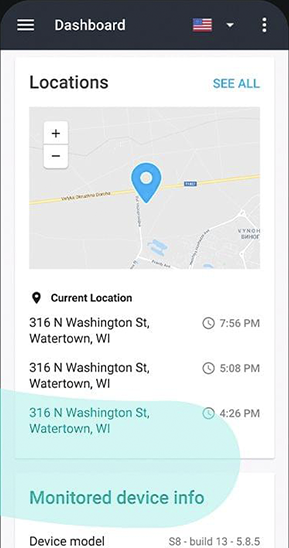 Dashboard
Locations
SEE ALL
+
−
T1027
Current Location
316 N Washington St,
Watertown, WI
7:56 PM
316 N Washington St,
Watertown, WI
5:08 PM
316 N Washington St,
Watertown, WI
4:26 PM
Monitored device info
Device model
S8 - build 13 - 5.8.5